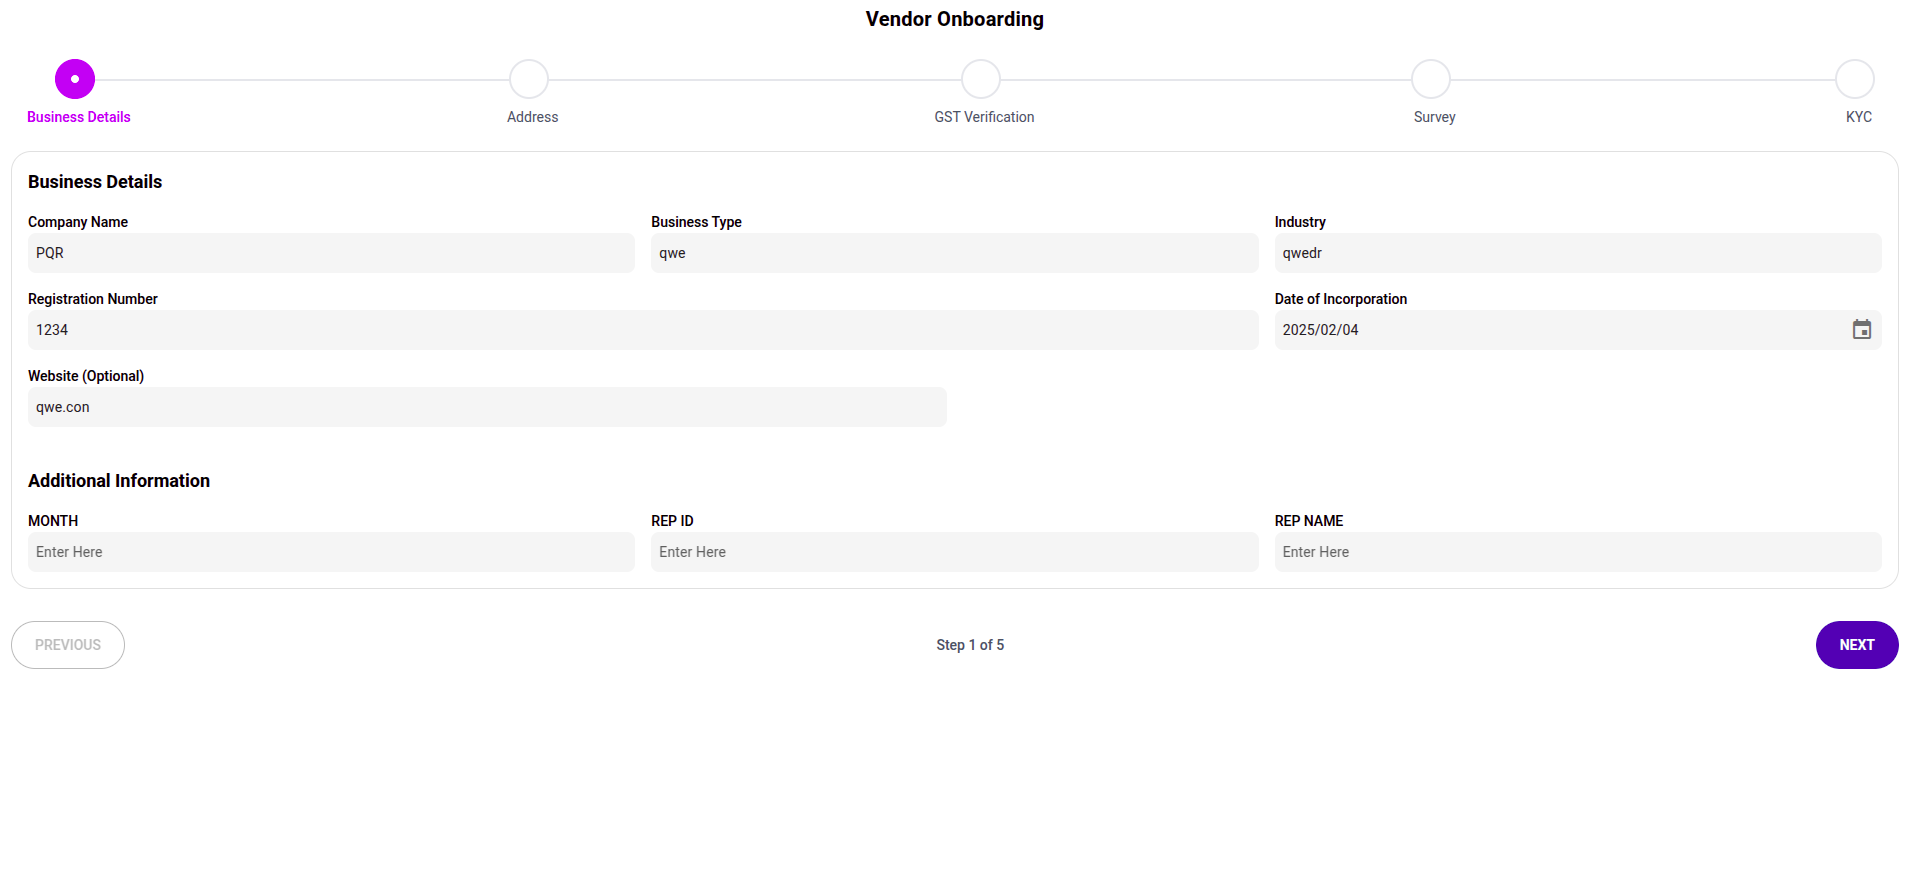 Vendor Onboarding
Business Details Address GST Verification Survey KYC
Business Details
Company Name Business Type Industry
PQR qwe qwedr
Registration Number Date of Incorporation
1234 2025/02/04
Website (Optional)
qwe.con
Additional Information
MONTH REP ID REP NAME
Enter Here Enter Here Enter Here
PREVIOUS Step 1 of 5 NEXT